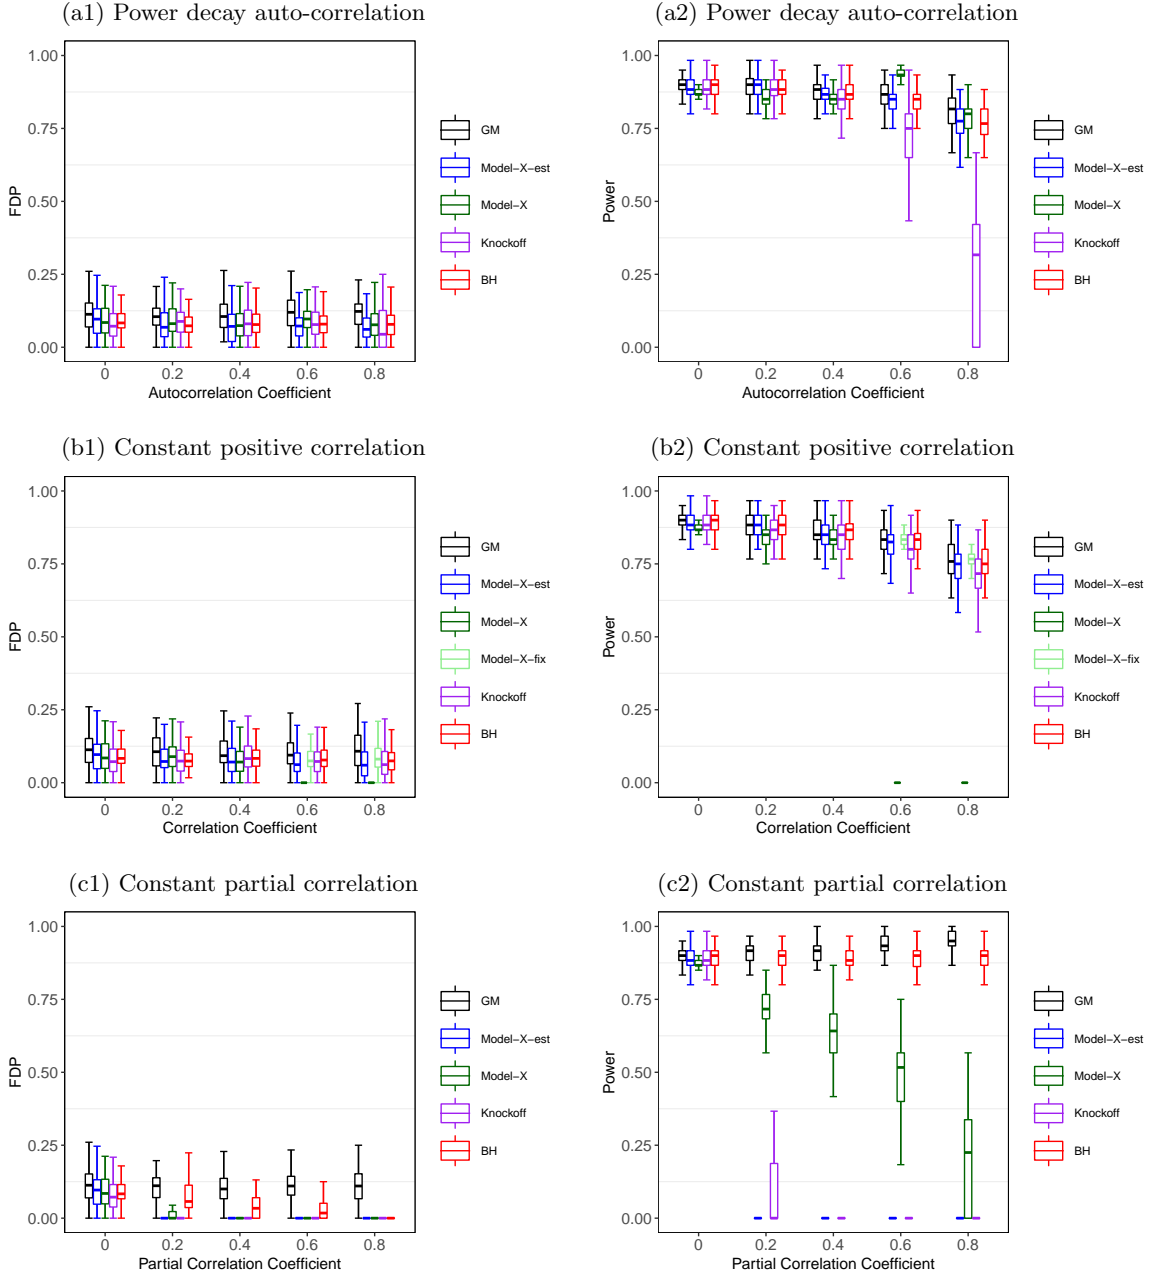 (a1) Power decay auto-correlation
1.00
0.75
0.50
0.25
0.00
FDP
0 0.2 0.4 0.6 0.8
Autocorrelation Coefficient
GM
Model-X-est
Model-X
Knockoff
BH
(a2) Power decay auto-correlation
1.00
0.75
0.50
0.25
0.00
Power
0 0.2 0.4 0.6 0.8
Autocorrelation Coefficient
GM
Model-X-est
Model-X
Knockoff
BH
(b1) Constant positive correlation
1.00
0.75
0.50
0.25
0.00
FDP
0 0.2 0.4 0.6 0.8
Correlation Coefficient
GM
Model-X-est
Model-X
Model-X-fix
Knockoff
BH
(b2) Constant positive correlation
1.00
0.75
0.50
0.25
0.00
Power
0 0.2 0.4 0.6 0.8
Correlation Coefficient
GM
Model-X-est
Model-X
Model-X-fix
Knockoff
BH
(c1) Constant partial correlation
1.00
0.75
0.50
0.25
0.00
FDP
0 0.2 0.4 0.6 0.8
Partial Correlation Coefficient
GM
Model-X-est
Model-X
Knockoff
BH
(c2) Constant partial correlation
1.00
0.75
0.50
0.25
0.00
Power
0 0.2 0.4 0.6 0.8
Partial Correlation Coefficient
GM
Model-X-est
Model-X
Knockoff
BH